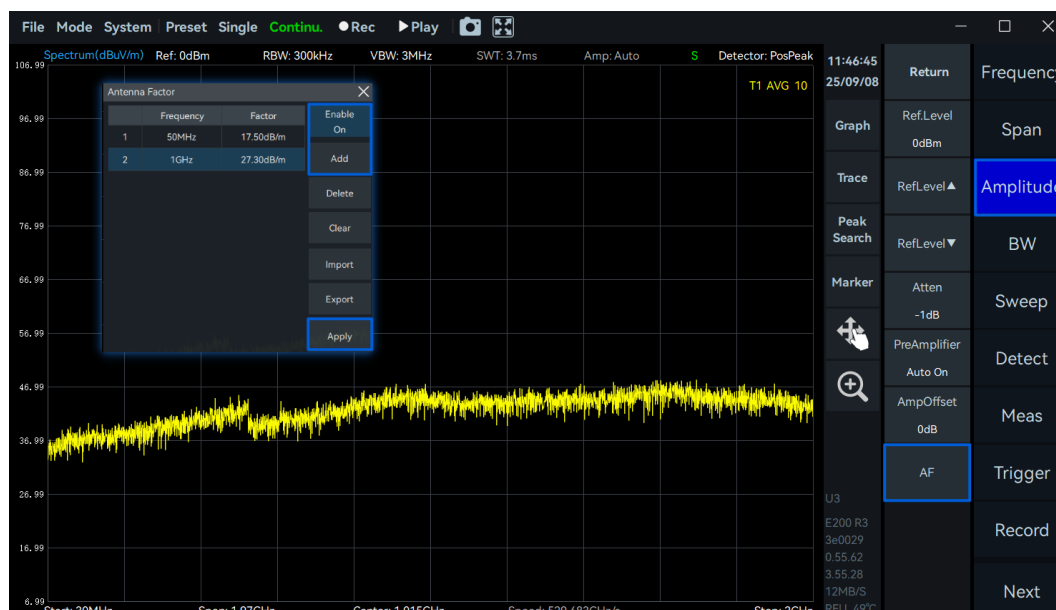 File Mode System Preset Single Continu. Rec Play
Spectrum(dBuV/m) Ref: 0dBm RBW: 300kHz VBW: 3MHz SWT: 3.7ms Amp: Auto S Detector: PosPeak
T1 AVG 10
106.99
96.99
86.99
76.99
66.99
56.99
46.99
36.99
26.99
16.99
6.99
Antenna Factor
Frequency Factor
1 50MHz 17.50dB/m
2 1GHz 27.30dB/m
Enable
On
Add
Delete
Clear
Import
Export
Apply
11:46:45
25/09/08
Graph
Trace
Peak
Search
Marker
U3
E200 R3
3e0029
0.55.62
3.55.28
12MB/S
Return
Ref.Level
0dBm
RefLevel▲
RefLevel▼
Atten
-1dB
PreAmplifier
Auto On
AmpOffset
0dB
AF
Frequency
Span
Amplitude
BW
Sweep
Detect
Meas
Trigger
Record
Next